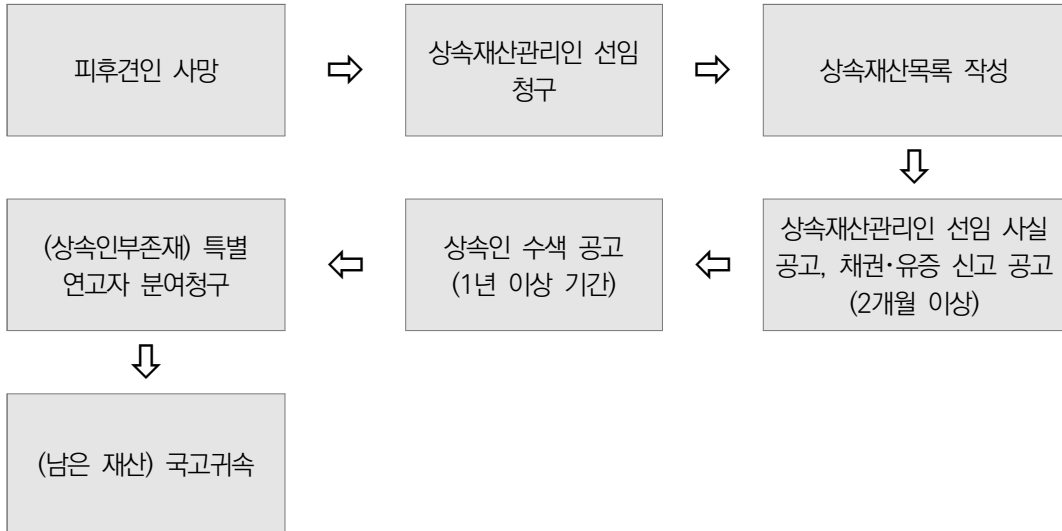 피후견인 사망
상속재산관리인 선임
청구
상속재산목록 작성
상속재산관리인 선임 사실
공고, 채권·유증 신고 공고
(2개월 이상)
상속인 수색 공고
(1년 이상 기간)
(상속인부존재) 특별
연고자 분여청구
(남은 재산) 국고귀속